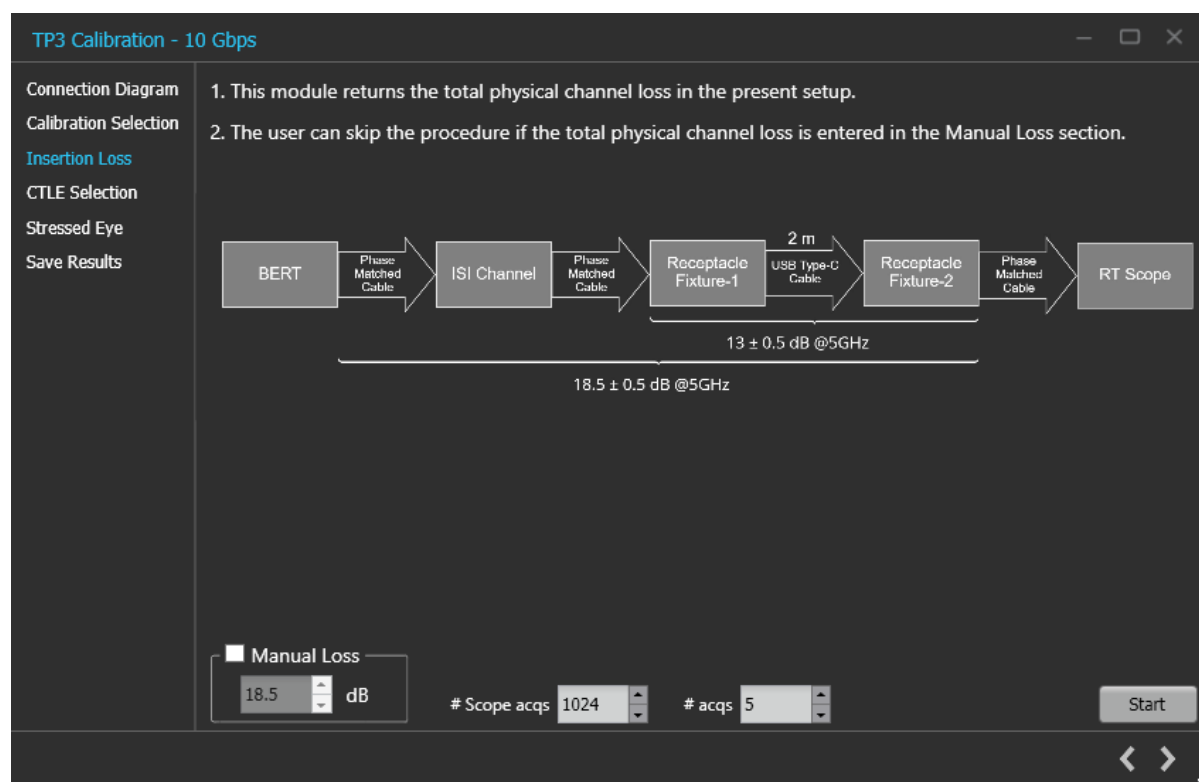 TP3 Calibration - 10 Gbps
Connection Diagram
Calibration Selection
Insertion Loss
CTLE Selection
Stressed Eye
Save Results
1. This module returns the total physical channel loss in the present setup.
2. The user can skip the procedure if the total physical channel loss is entered in the Manual Loss section.
BERT
Phase
Matched
Cable
ISI Channel
Phase
Matched
Cable
Receptacle
Fixture-1
2 m
USB Type-C
Cable
Receptacle
Fixture-2
Phase
Matched
Cable
RT Scope
13 ± 0.5 dB @5GHz
18.5 ± 0.5 dB @5GHz
Manual Loss
18.5 dB
# Scope acqs 1024
# acqs 5
Start